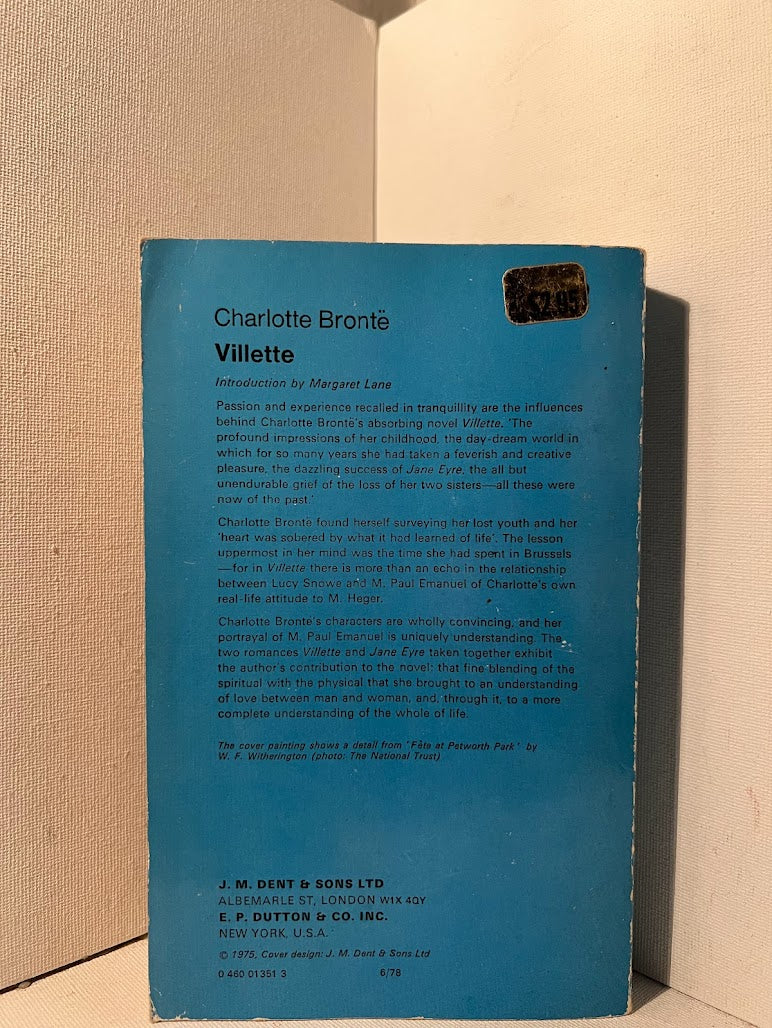 $7.95
Charlotte Brontë
Villette
Introduction by Margaret Lane
Passion and experience recalled in tranquillity are the influences
behind Charlotte Brontë's absorbing novel Villette. 'The
profound impressions of her childhood, the day-dream world in
which for so many years she had taken a feverish and creative
pleasure, the dazzling success of Jane Eyre, the all but
unendurable grief of the loss of her two sisters—all these were
now of the past.'
Charlotte Brontë found herself surveying her lost youth and her
'heart was sobered by what it had learned of life'. The lesson
uppermost in her mind was the time she had spent in Brussels
—for in Villette there is more than an echo in the relationship
between Lucy Snowe and M. Paul Emanuel of Charlotte's own
real-life attitude to M. Heger.
Charlotte Brontë's characters are wholly convincing, and her
portrayal of M. Paul Emanuel is uniquely understanding. The
two romances Villette and Jane Eyre taken together exhibit
the author's contribution to the novel: that fine blending of the
spiritual with the physical that she brought to an understanding
of love between man and woman, and, through it, to a more
complete understanding of the whole of life.
The cover painting shows a detail from 'Fête at Petworth Park' by
W. F. Witherington (photo: The National Trust)
J. M. DENT & SONS LTD
ALBEMARLE ST, LONDON W1X 4QY
E. P. DUTTON & CO. INC.
NEW YORK, U.S.A.
© 1975, Cover design: J. M. Dent & Sons Ltd
0 460 01351 3 6/78